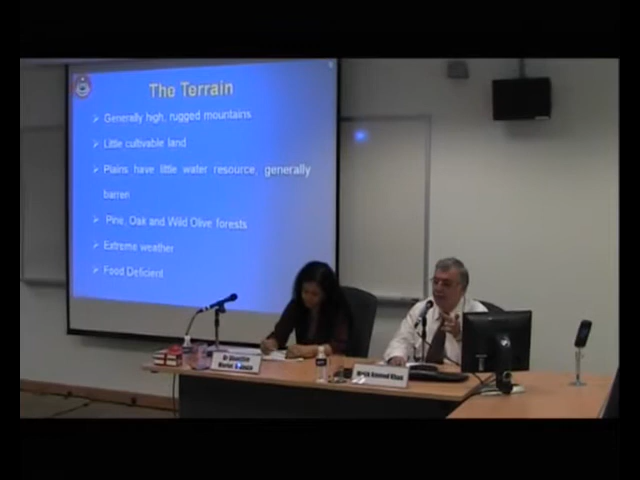 The Terrain
➢ Generally high, rugged mountains
➢ Little cultivable land
➢ Plains have little water resource, generally
barren
➢ Pine, Oak and Wild Olive forests
➢ Extreme weather
➢ Food Deficient
Khan